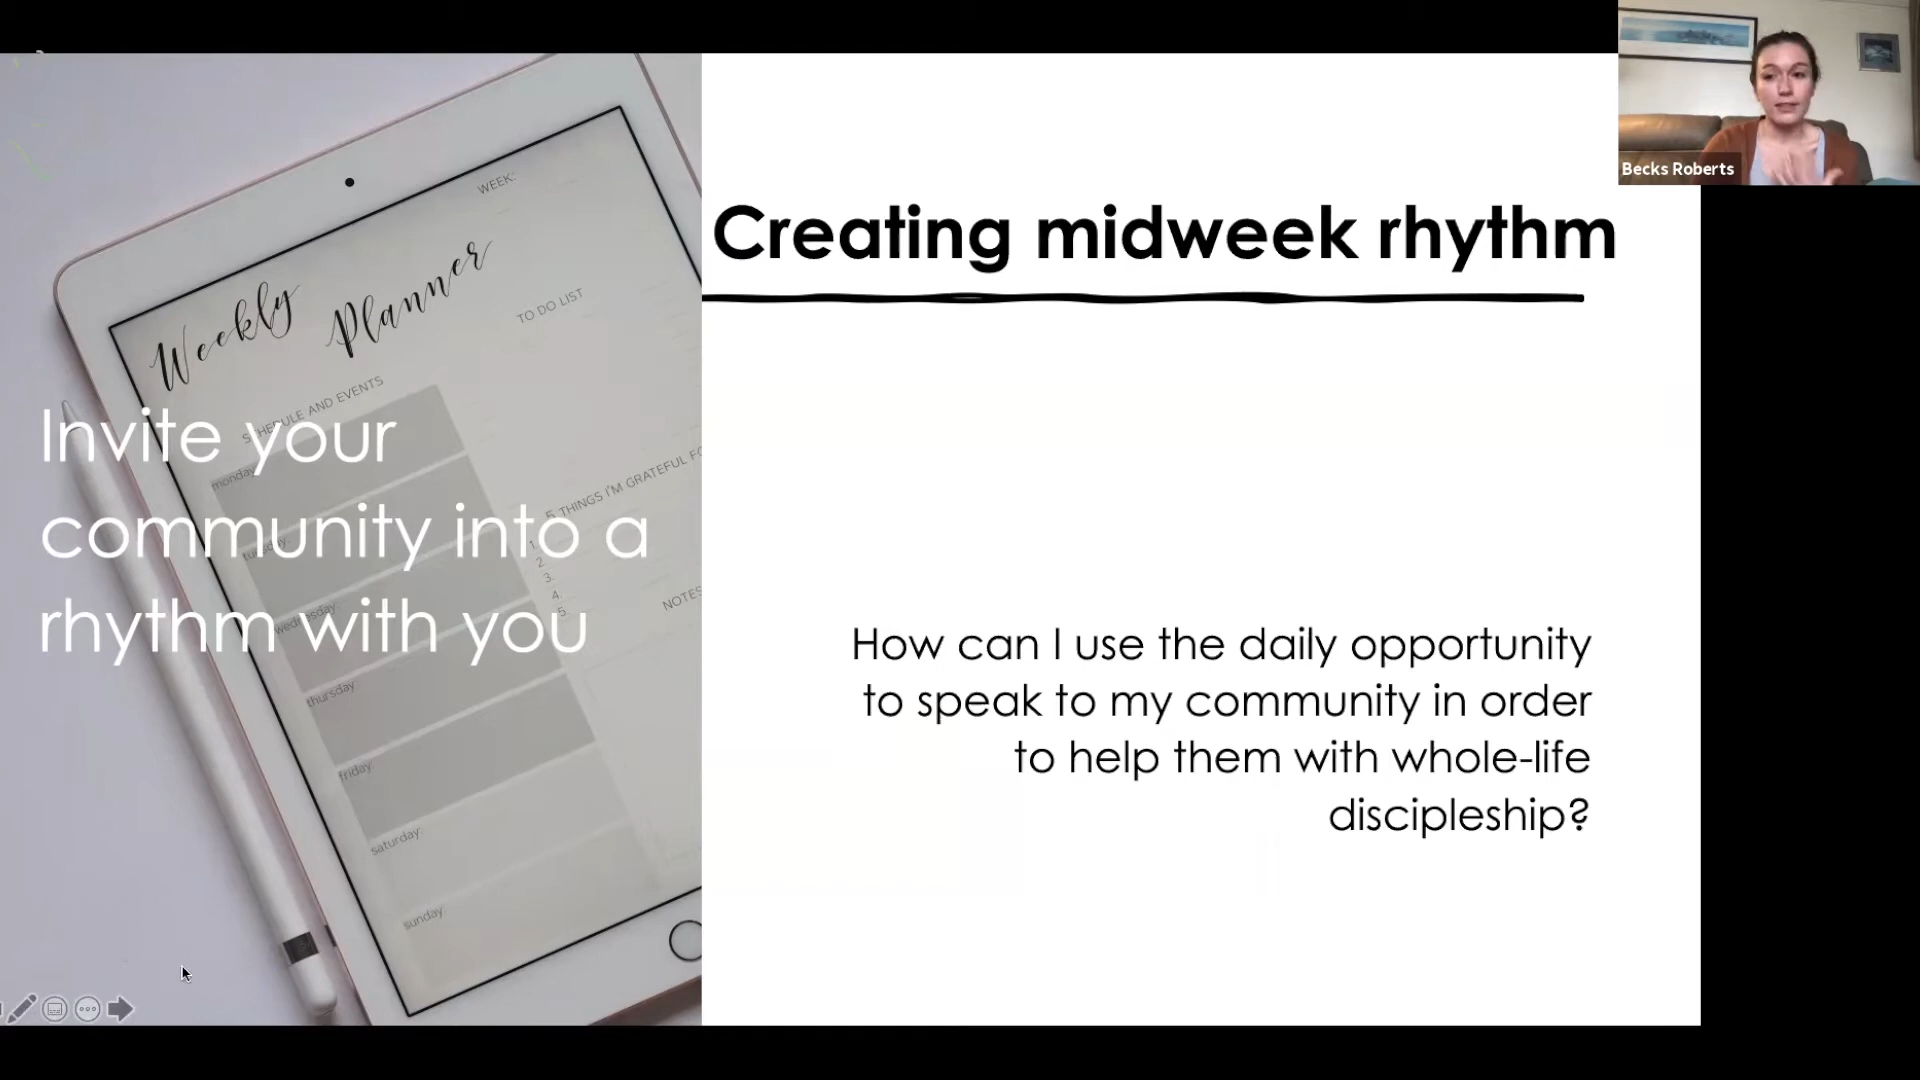 Becks Roberts
Creating midweek rhythm
Invite your
community into a
rhythm with you
How can I use the daily opportunity
to speak to my community in order
to help them with whole-life
discipleship?
WEEK:
Weekly Planner
TO DO LIST
SCHEDULE AND EVENTS
monday
tuesday
wednesday
thursday
friday
saturday
sunday
5 THINGS I'M GRATEFUL FO
1.
2.
3.
4.
5.
NOTES